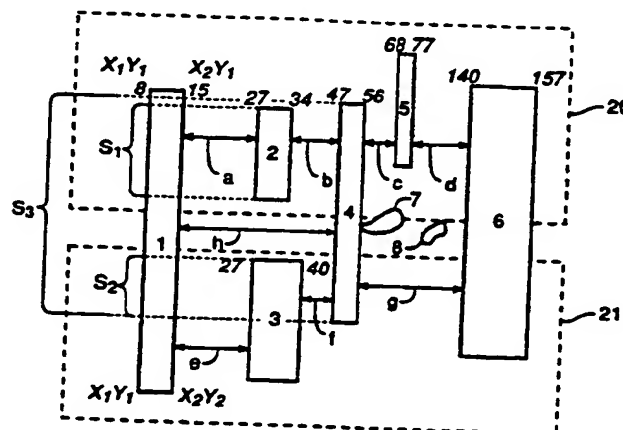 68 77
X₁Y₁ X₂Y₁ 140 157
8 15 27 34 47 56
5
20
S₁ 2
a b c d
4 7
S₃ 6
h 8
1
S₂ 27 40
3 f g 21
e
X₁Y₁ X₂Y₂